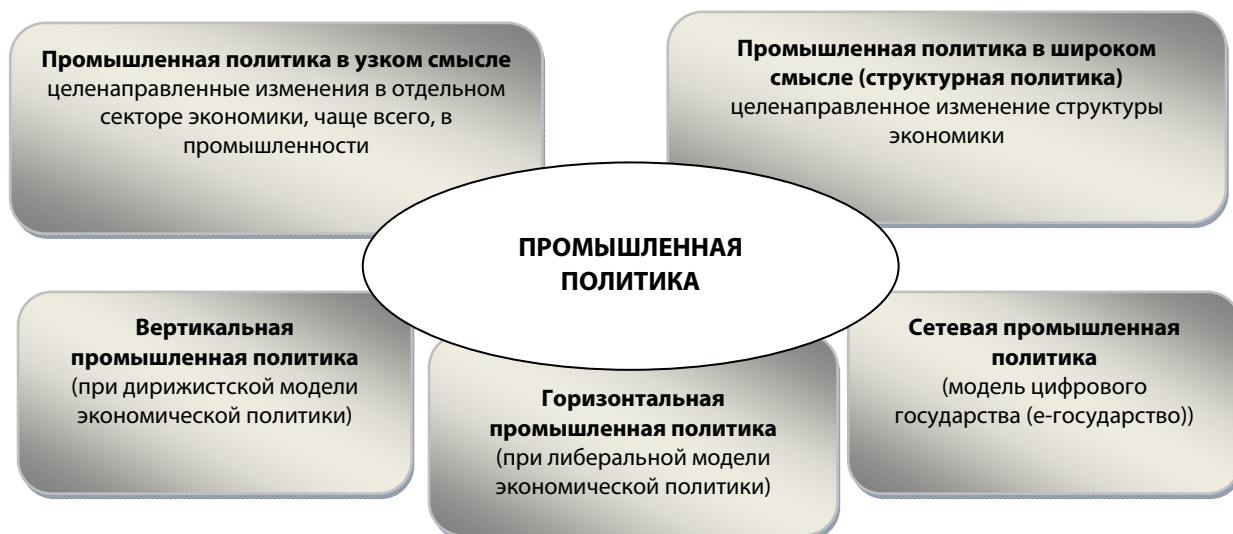 Промышленная политика в узком смысле
целенаправленные изменения в отдельном
секторе экономики, чаще всего, в
промышленности
Промышленная политика в широком
смысле (структурная политика)
целенаправленное изменение структуры
экономики
ПРОМЫШЛЕННАЯ
ПОЛИТИКА
Вертикальная
промышленная политика
(при дирижистской модели
экономической политики)
Горизонтальная
промышленная политика
(при либеральной модели
экономической политики)
Сетевая промышленная
политика
(модель цифрового
государства (е-государство))